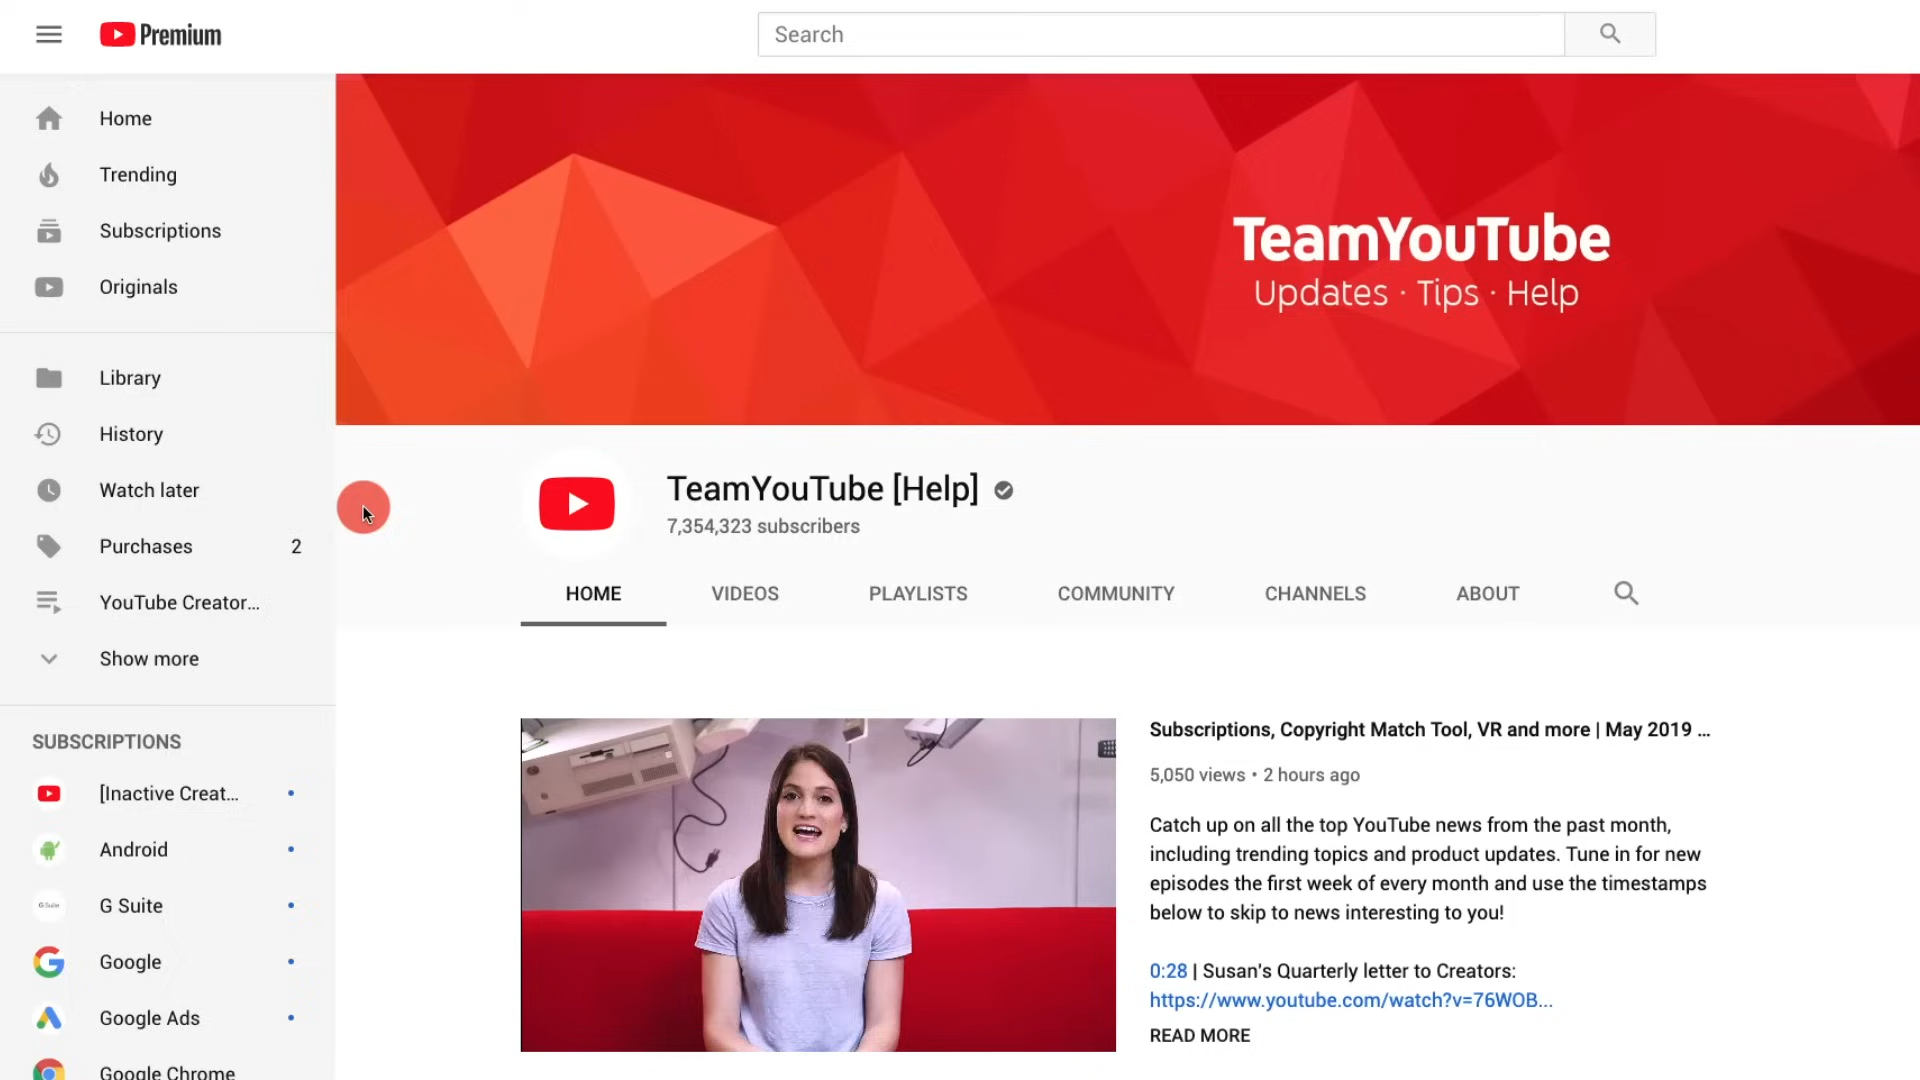 Premium
Search
Home
Trending
Subscriptions
Originals
Library
History
Watch later
Purchases 2
YouTube Creator...
Show more
SUBSCRIPTIONS
[Inactive Creat...
Android
G Suite
G Suite
Google
Google Ads
Google Chrome
TeamYouTube
Updates · Tips · Help
TeamYouTube [Help]
7,354,323 subscribers
HOME VIDEOS PLAYLISTS COMMUNITY CHANNELS ABOUT
Subscriptions, Copyright Match Tool, VR and more | May 2019 ...
5,050 views • 2 hours ago
Catch up on all the top YouTube news from the past month,
including trending topics and product updates. Tune in for new
episodes the first week of every month and use the timestamps
below to skip to news interesting to you!
0:28 | Susan's Quarterly letter to Creators:
https://www.youtube.com/watch?v=76WOB...
READ MORE